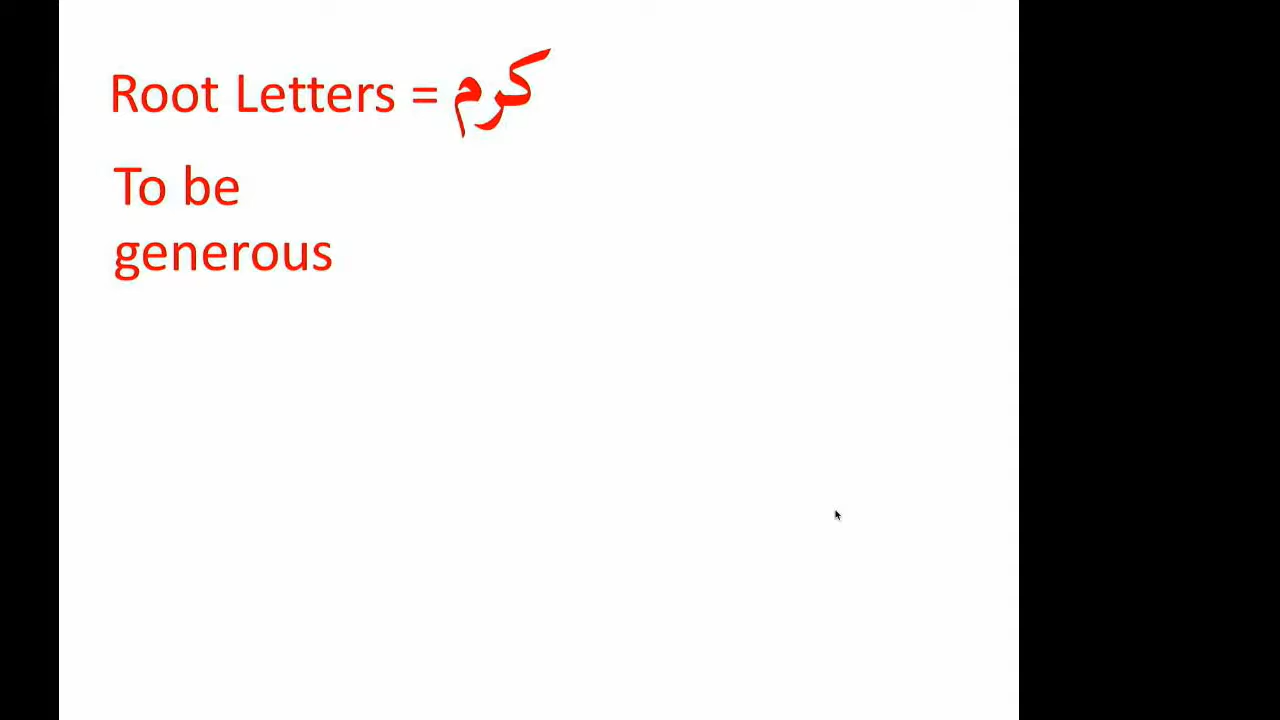 Root Letters = كرم
To be
generous